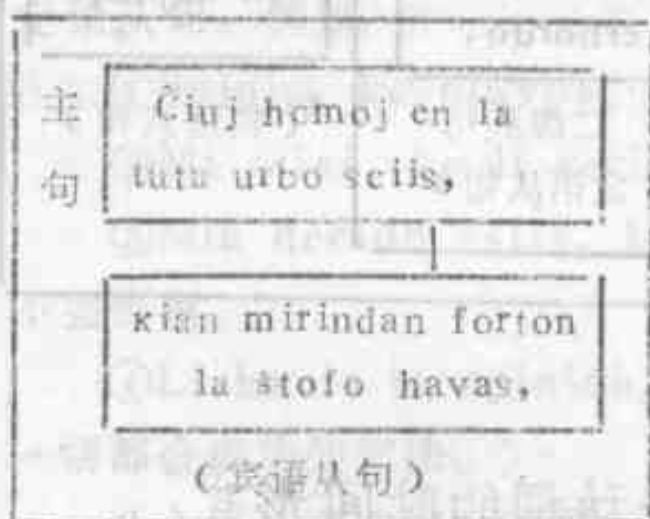 主句
Ĉiuj homoj en la
tuta urbo sciis,
kian mirindan forton
la ŝtofo havas,
(宾语从句)